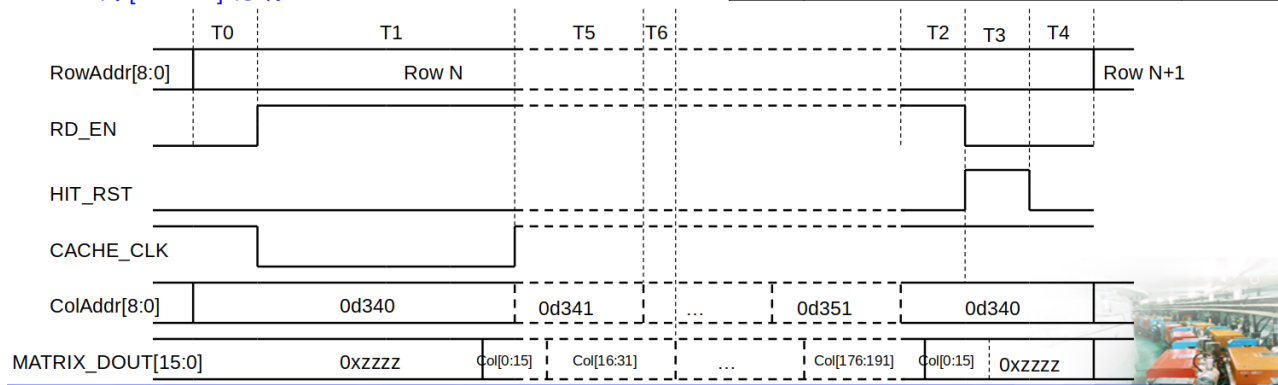 T0 T1 T5 T6 T2 T3 T4
RowAddr[8:0] Row N Row N+1
RD_EN
HIT_RST
CACHE_CLK
ColAddr[8:0] 0d340 0d341 ... 0d351 0d340
MATRIX_DOUT[15:0] 0xzzzz Col[0:15] Col[16:31] ... Col[176:191] Col[0:15] 0xzzzz